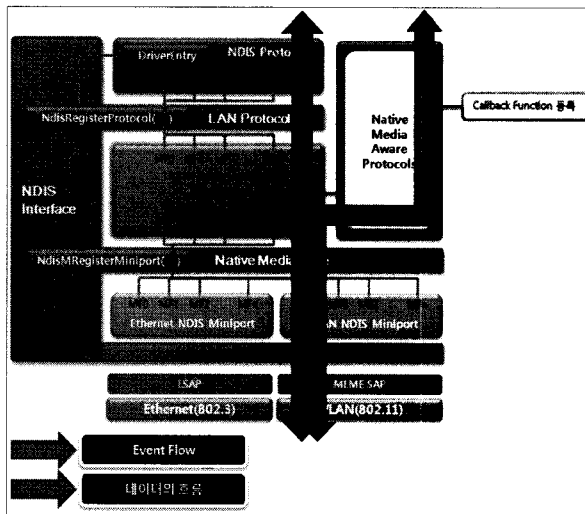 DriverEntry
NDIS Proto
NdisRegisterProtocol(
LAN Protocol
Native
Media
Aware
Protocols
Callback Function 등록
NDIS
Interface
NdisMRegisterMiniport(
Native Media
Ethernet NDIS Miniport
AN NDIS Miniport
LSAP
MLME SAP
Ethernet(802.3)
LAN(802.11)
Event Flow
데이터의 흐름